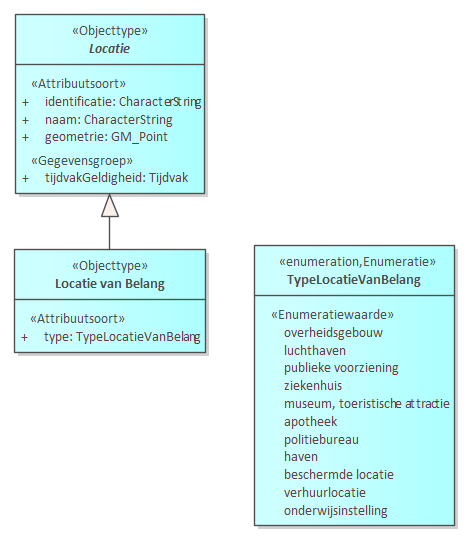 «Objecttype»
Locatie
«Attribuutsoort»
+ identificatie: CharacterString
+ naam: CharacterString
+ geometrie: GM_Point
«Gegevensgroep»
+ tijdvakGeldigheid: Tijdvak
«Objecttype»
Locatie van Belang
«Attribuutsoort»
+ type: TypeLocatieVanBelang
«enumeration,Enumeratie»
TypeLocatieVanBelang
«Enumeratiewaarde»
overheidsgebouw
luchthaven
publieke voorziening
ziekenhuis
museum, toeristische attractie
apotheek
politiebureau
haven
beschermde locatie
verhuurlocatie
onderwijsinstelling